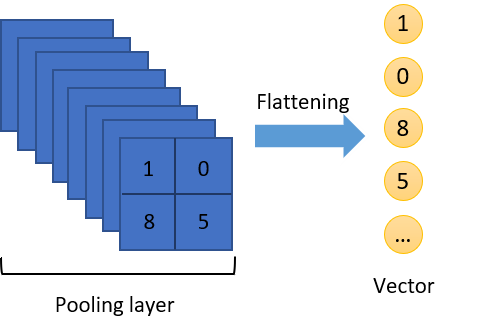 1 0
8 5
Pooling layer
Flattening
1
0
8
5
...
Vector